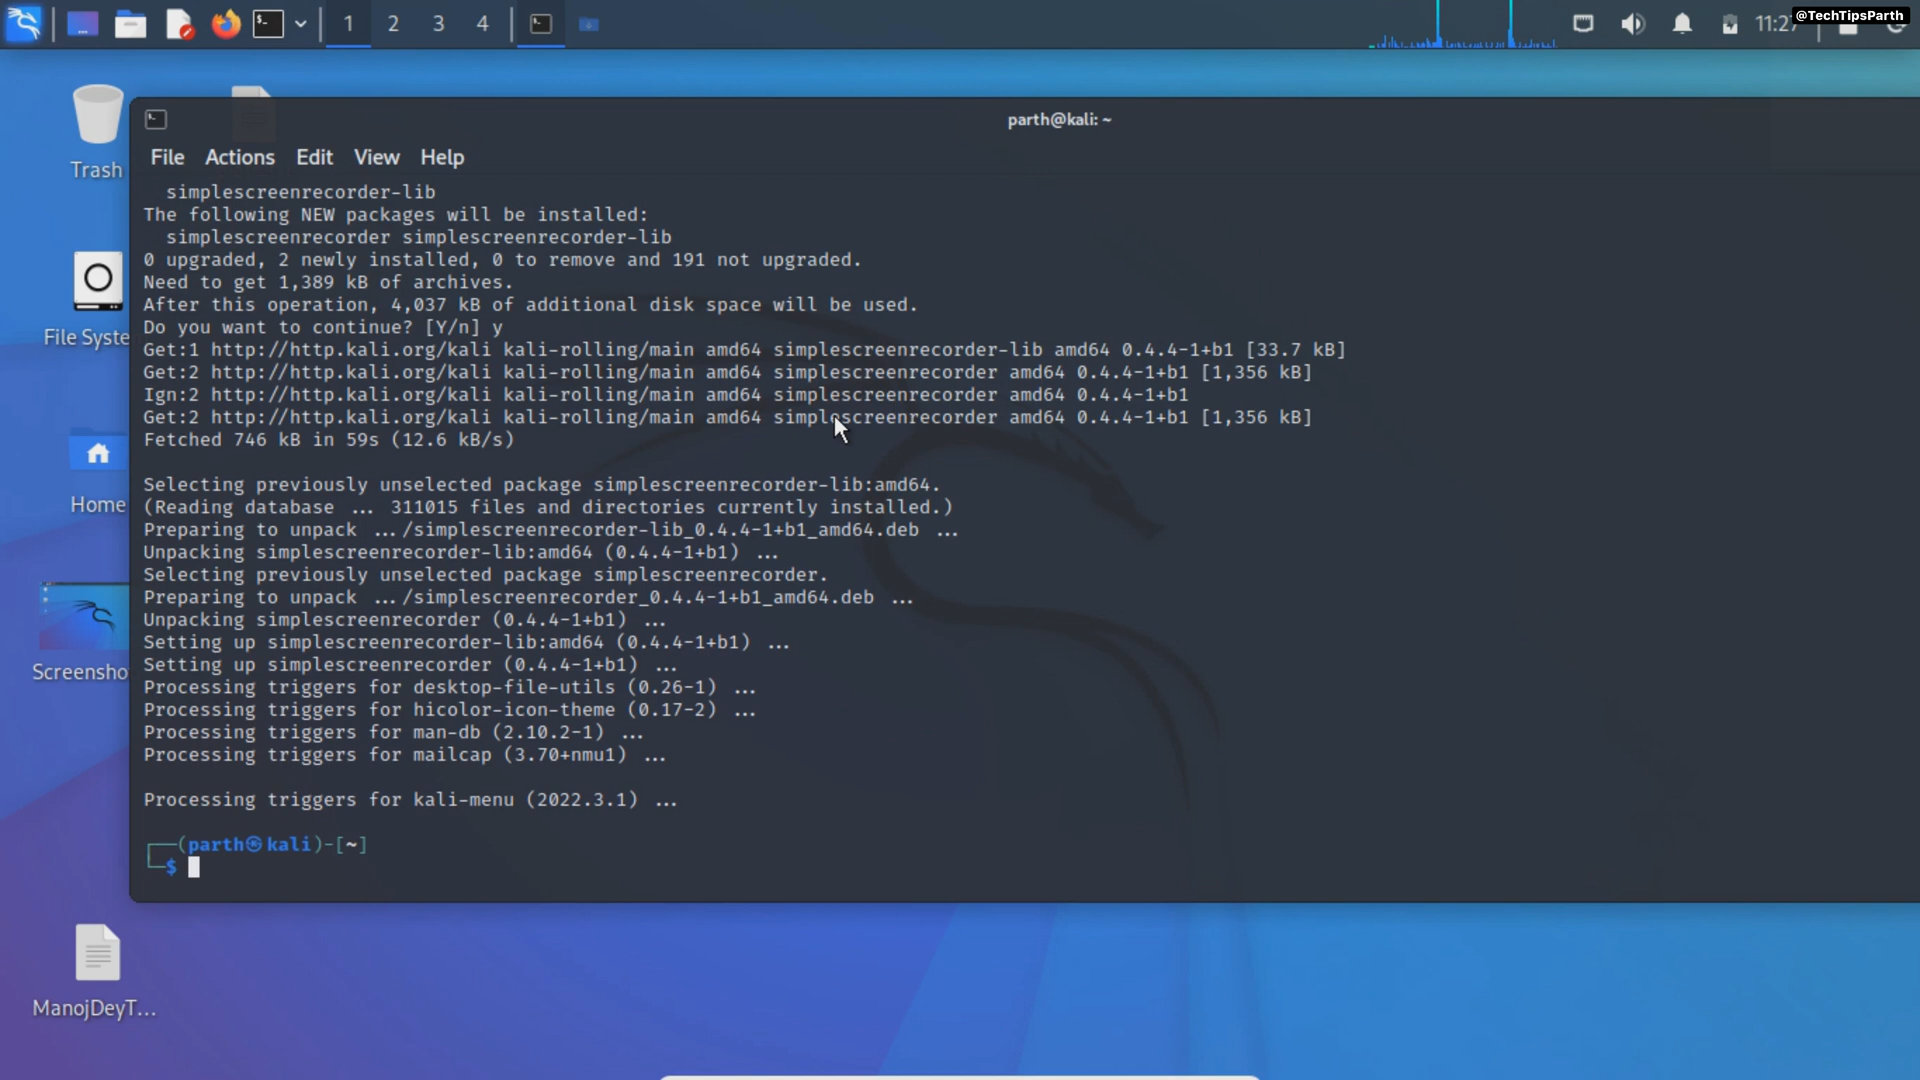 1 2 3 4
11:27
@TechTipsParth
Trash
File Syste
Home
Screensho
ManojDeyT...
parth@kali: ~
File Actions Edit View Help
simplescreenrecorder-lib
The following NEW packages will be installed:
simplescreenrecorder simplescreenrecorder-lib
0 upgraded, 2 newly installed, 0 to remove and 191 not upgraded.
Need to get 1,389 kB of archives.
After this operation, 4,037 kB of additional disk space will be used.
Do you want to continue? [Y/n] y
Get:1 http://http.kali.org/kali kali-rolling/main amd64 simplescreenrecorder-lib amd64 0.4.4-1+b1 [33.7 kB]
Get:2 http://http.kali.org/kali kali-rolling/main amd64 simplescreenrecorder amd64 0.4.4-1+b1 [1,356 kB]
Ign:2 http://http.kali.org/kali kali-rolling/main amd64 simplescreenrecorder amd64 0.4.4-1+b1
Get:2 http://http.kali.org/kali kali-rolling/main amd64 simplescreenrecorder amd64 0.4.4-1+b1 [1,356 kB]
Fetched 746 kB in 59s (12.6 kB/s)
Selecting previously unselected package simplescreenrecorder-lib:amd64.
(Reading database ... 311015 files and directories currently installed.)
Preparing to unpack .../simplescreenrecorder-lib_0.4.4-1+b1_amd64.deb ...
Unpacking simplescreenrecorder-lib:amd64 (0.4.4-1+b1) ...
Selecting previously unselected package simplescreenrecorder.
Preparing to unpack .../simplescreenrecorder_0.4.4-1+b1_amd64.deb ...
Unpacking simplescreenrecorder (0.4.4-1+b1) ...
Setting up simplescreenrecorder-lib:amd64 (0.4.4-1+b1) ...
Setting up simplescreenrecorder (0.4.4-1+b1) ...
Processing triggers for desktop-file-utils (0.26-1) ...
Processing triggers for hicolor-icon-theme (0.17-2) ...
Processing triggers for man-db (2.10.2-1) ...
Processing triggers for mailcap (3.70+nmu1) ...
Processing triggers for kali-menu (2022.3.1) ...
┌──(parth㉿kali)-[~]
└─$